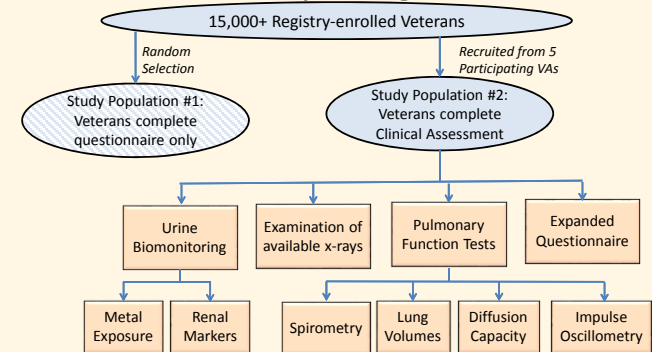 15,000+ Registry-enrolled Veterans
Random
Selection
Recruited from 5
Participating VAs
Study Population #1:
Veterans complete
questionnaire only
Study Population #2:
Veterans complete
Clinical Assessment
Urine
Biomonitoring
Examination of
available x-rays
Pulmonary
Function Tests
Expanded
Questionnaire
Metal
Exposure
Renal
Markers
Spirometry
Lung
Volumes
Diffusion
Capacity
Impulse
Oscillometry